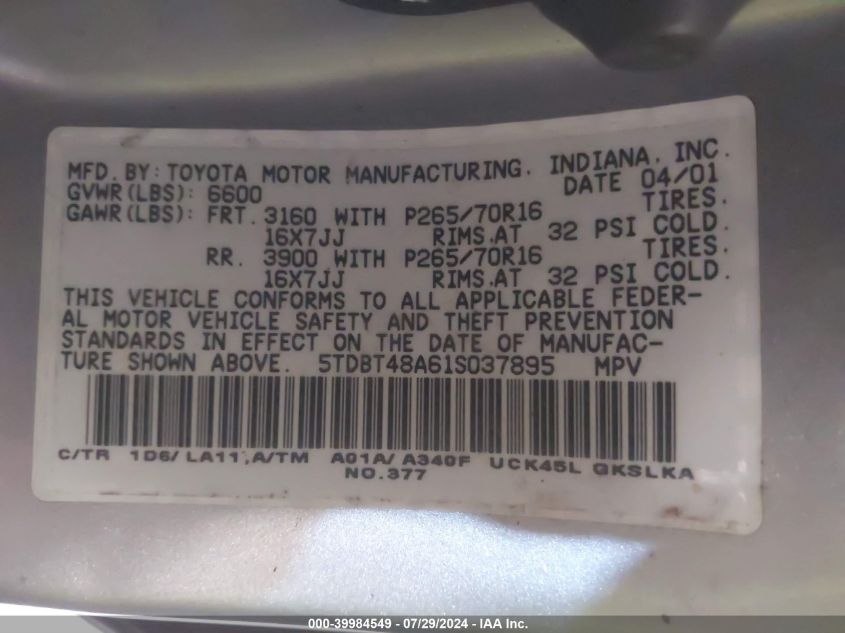 MFD. BY: TOYOTA MOTOR MANUFACTURING, INDIANA, INC.
GVWR(LBS): 6600 DATE 04/01
GAWR(LBS): FRT. 3160 WITH P265/70R16 TIRES.
16X7JJ RIMS.AT 32 PSI COLD.
RR. 3900 WITH P265/70R16 TIRES.
16X7JJ RIMS.AT 32 PSI COLD.
THIS VEHICLE CONFORMS TO ALL APPLICABLE FEDER-
AL MOTOR VEHICLE SAFETY AND THEFT PREVENTION
STANDARDS IN EFFECT ON THE DATE OF MANUFAC-
TURE SHOWN ABOVE. 5TDBT48A61S037895 MPV
C/TR 1D6/LA11,A/TM A01A/A340F UCK45L GKSLKA
NO.377
000-39984549 - 07/29/2024 - IAA Inc.